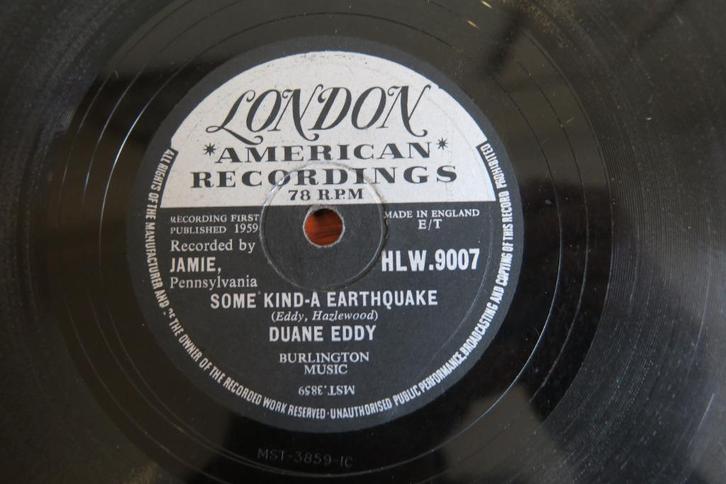 LONDON
*AMERICAN*
RECORDINGS
78 R.P.M
RECORDING FIRST
PUBLISHED 1959
MADE IN ENGLAND
E/T
Recorded by
JAMIE,
Pennsylvania
HLW.9007
SOME KIND-A EARTHQUAKE
(Eddy, Hazlewood)
DUANE EDDY
BURLINGTON
MUSIC
MST.3859
ALL RIGHTS OF THE MANUFACTURER AND OF THE OWNER OF THE RECORDED WORK RESERVED·UNAUTHORISED PUBLIC PERFORMANCE, BROADCASTING AND COPYING OF THIS RECORD PROHIBITED
MST-3859-1C